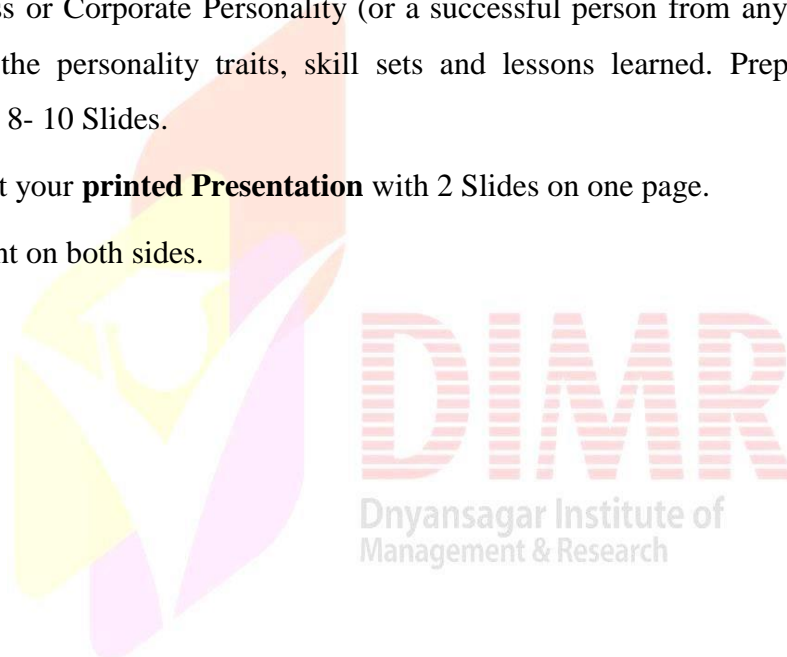 ss or Corporate Personality (or a successful person from any
the personality traits, skill sets and lessons learned. Prep
8- 10 Slides.
t your printed Presentation with 2 Slides on one page.
nt on both sides.
DIMR
Dnyansagar Institute of
Management & Research